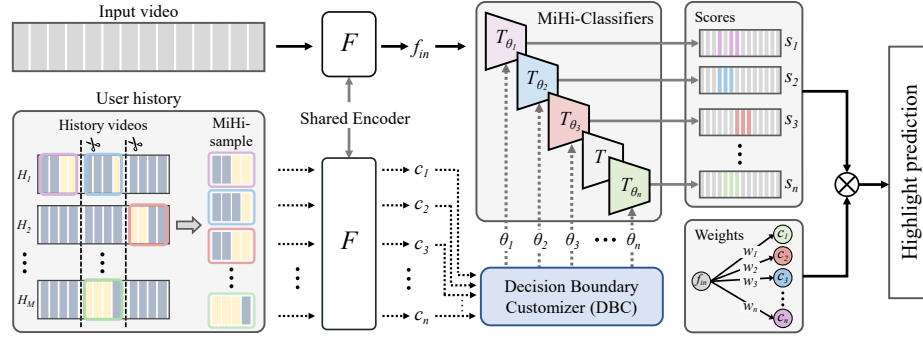 Input video
F
f_in
MiHi-Classifiers
T_θ1
T_θ2
T_θ3
T
T_θn
Scores
s_1
s_2
s_3
s_n
User history
History videos
MiHi-
sample
H_1
H_2
H_M
Shared Encoder
F
c_1
c_2
c_3
c_n
θ_1 θ_2 θ_3 θ_n
Decision Boundary
Customizer (DBC)
Weights
f_in
w_1
w_2
w_3
w_n
c_1
c_2
c_3
c_n
Highlight prediction